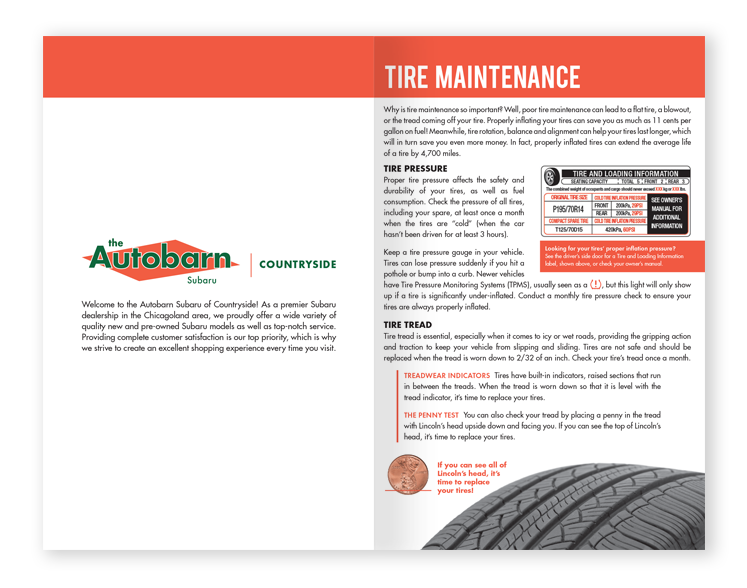 TIRE MAINTENANCE
the
Autobarn
Subaru
COUNTRYSIDE
Welcome to the Autobarn Subaru of Countryside! As a premier Subaru
dealership in the Chicagoland area, we proudly offer a wide variety of
quality new and pre-owned Subaru models as well as top-notch service.
Providing complete customer satisfaction is our top priority, which is why
we strive to create an excellent shopping experience every time you visit.
Why is tire maintenance so important? Well, poor tire maintenance can lead to a flat tire, a blowout,
or the tread coming off your tire. Properly inflating your tires can save you as much as 11 cents per
gallon on fuel! Meanwhile, tire rotation, balance and alignment can help your tires last longer, which
will in turn save you even more money. In fact, properly inflated tires can extend the average life
of a tire by 4,700 miles.
TIRE PRESSURE
Proper tire pressure affects the safety and
durability of your tires, as well as fuel
consumption. Check the pressure of all tires,
including your spare, at least once a month
when the tires are “cold” (when the car
hasn’t been driven for at least 3 hours).
Keep a tire pressure gauge in your vehicle.
Tires can lose pressure suddenly if you hit a
pothole or bump into a curb. Newer vehicles
have Tire Pressure Monitoring Systems (TPMS), usually seen as a (!), but this light will only show
up if a tire is significantly under-inflated. Conduct a monthly tire pressure check to ensure your
tires are always properly inflated.
TIRE AND LOADING INFORMATION
SEATING CAPACITY TOTAL 5 FRONT 2 REAR 3
The combined weight of occupants and cargo should never exceed XXX kg or XXX lbs.
ORIGINAL TIRE SIZE COLD TIRE INFLATION PRESSURE
P195/70R14 FRONT 200kPa, 29PSI
REAR 200kPa, 29PSI
COMPACT SPARE TIRE COLD TIRE INFLATION PRESSURE
T125/70D15 420kPa, 60PSI
SEE OWNER'S
MANUAL FOR
ADDITIONAL
INFORMATION
Looking for your tires’ proper inflation pressure?
See the driver’s side door for a Tire and Loading Information
label, shown above, or check your owner’s manual.
TIRE TREAD
Tire tread is essential, especially when it comes to icy or wet roads, providing the gripping action
and traction to keep your vehicle from slipping and sliding. Tires are not safe and should be
replaced when the tread is worn down to 2/32 of an inch. Check your tire’s tread once a month.
TREADWEAR INDICATORS Tires have built-in indicators, raised sections that run
in between the treads. When the tread is worn down so that it is level with the
tread indicator, it’s time to replace your tires.
THE PENNY TEST You can also check your tread by placing a penny in the tread
with Lincoln’s head upside down and facing you. If you can see the top of Lincoln’s
head, it’s time to replace your tires.
If you can see all of
Lincoln’s head, it’s
time to replace
your tires!